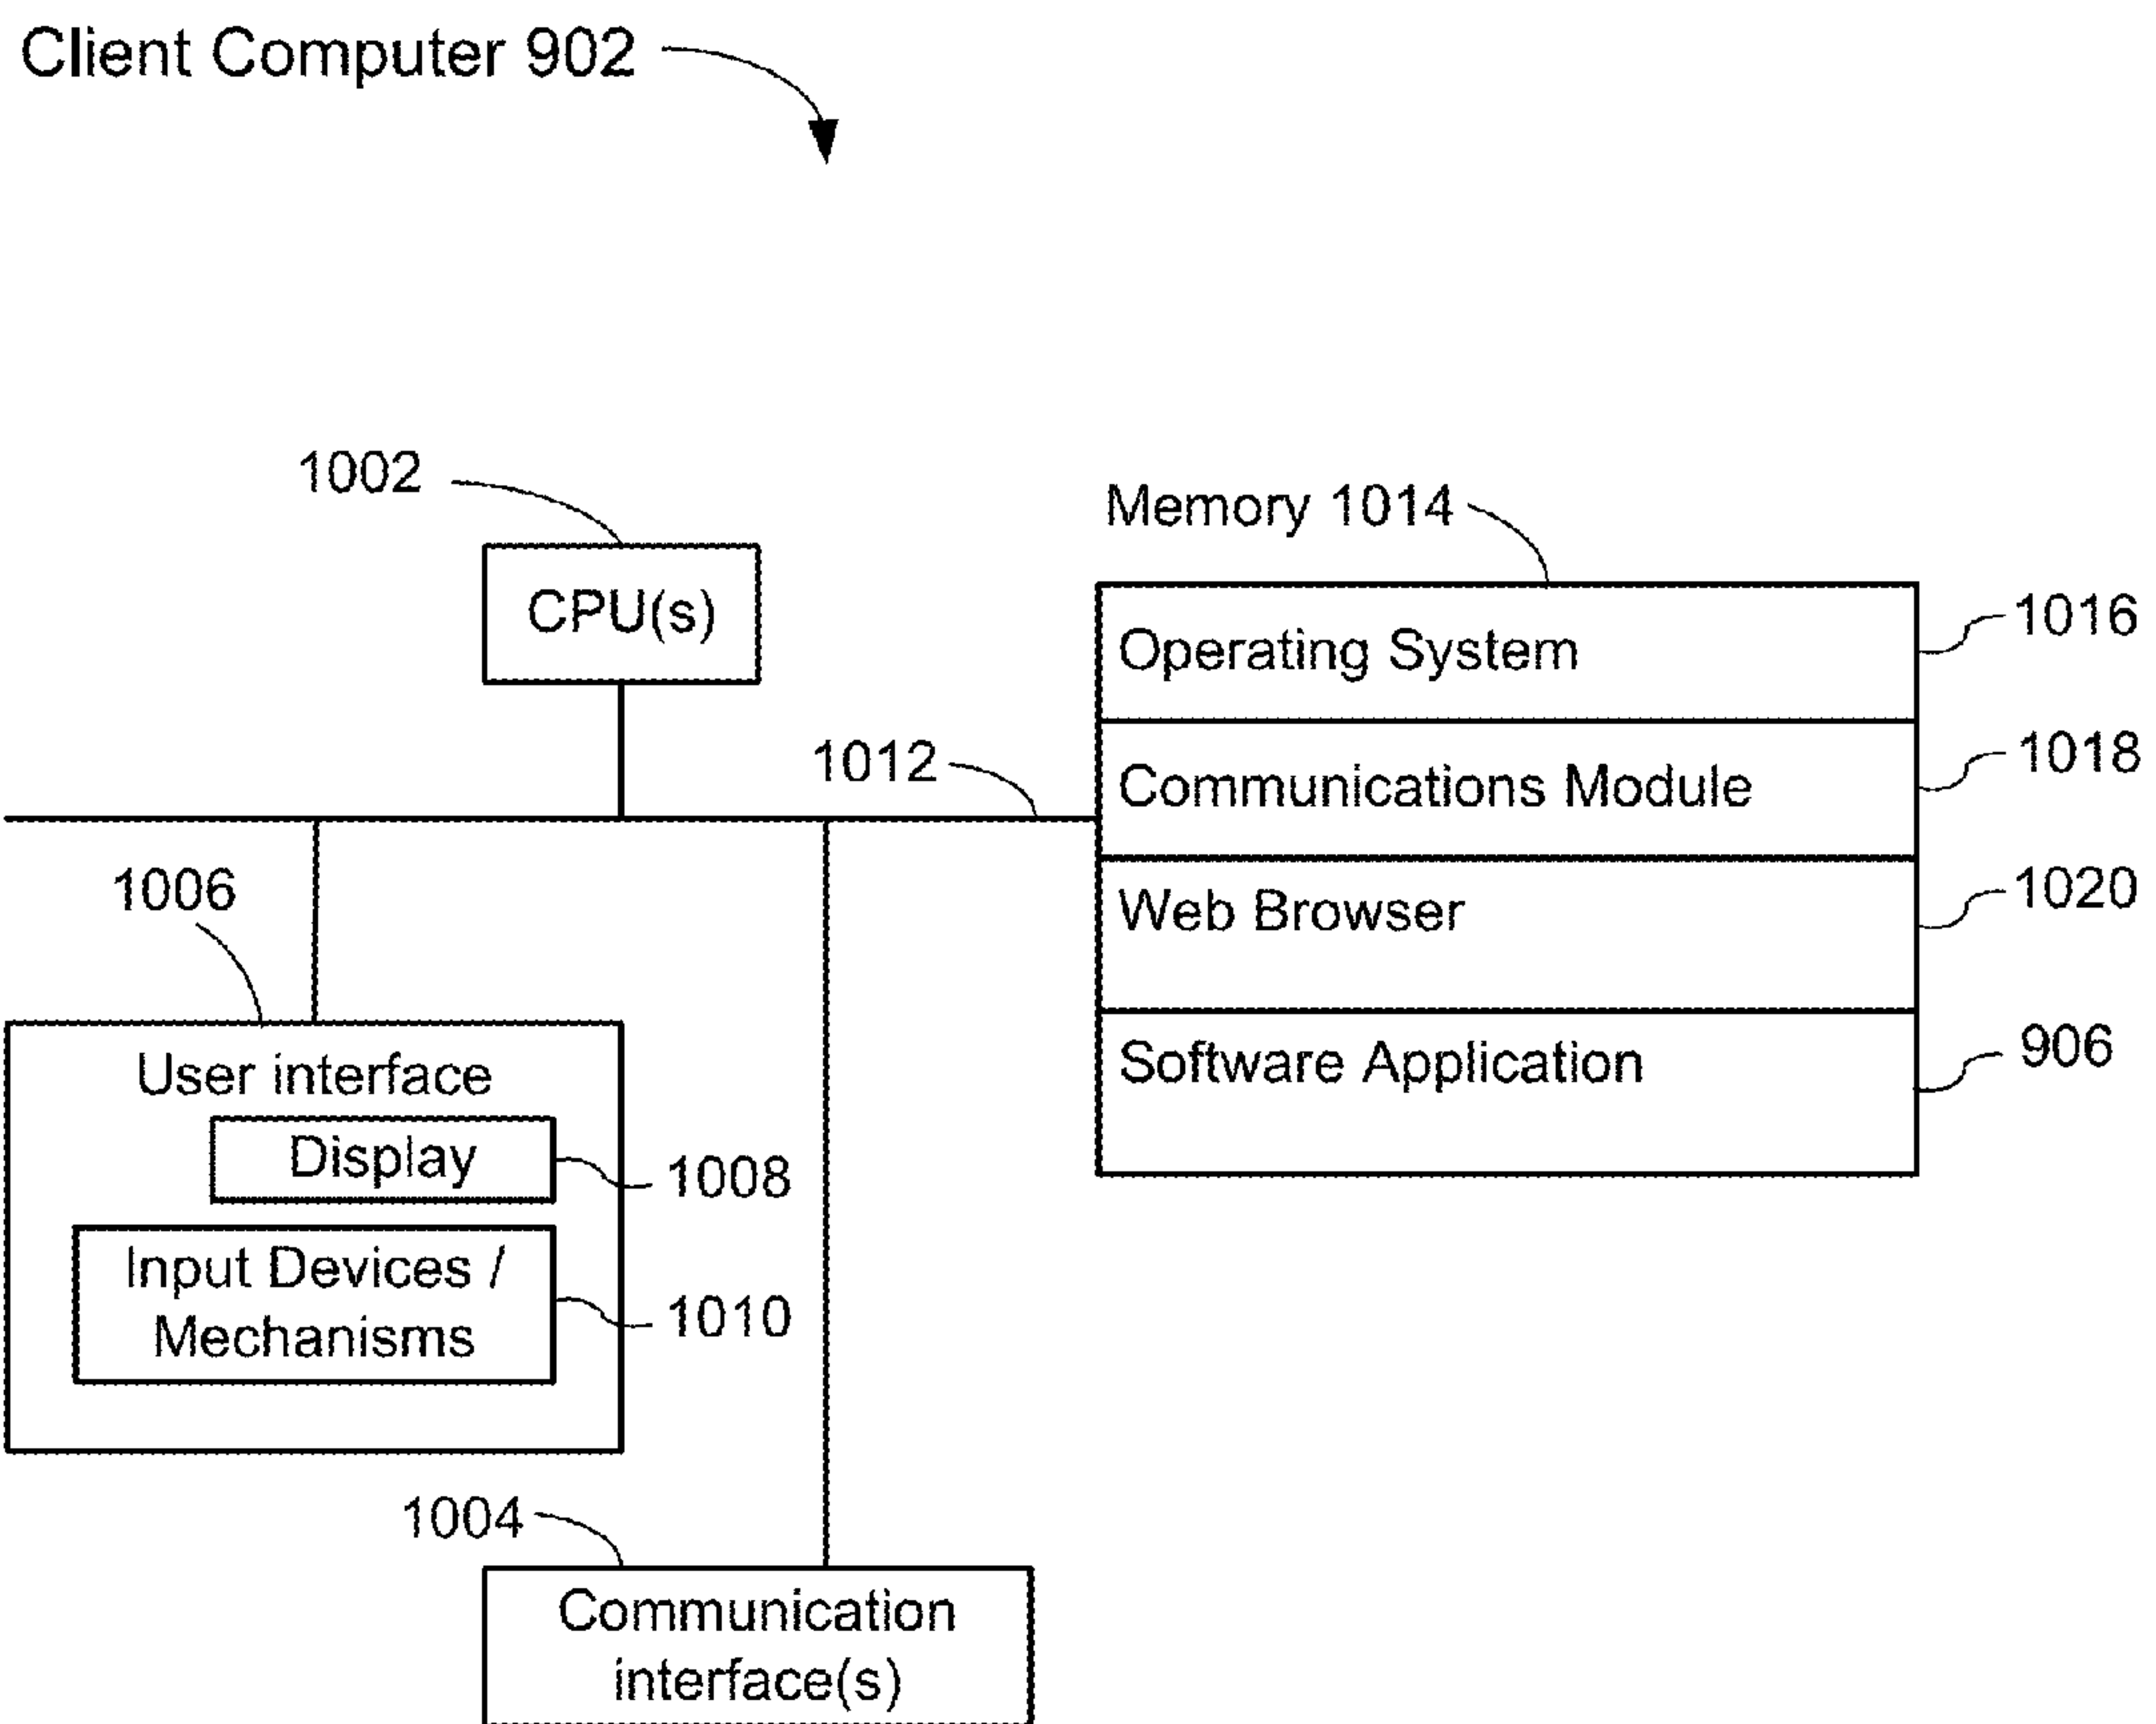 Client Computer 902
1002
CPU(s)
Memory 1014
Operating System
1016
Communications Module
1018
Web Browser
1020
Software Application
906
1012
1006
User interface
Display
1008
Input Devices /
Mechanisms
1010
1004
Communication
interface(s)